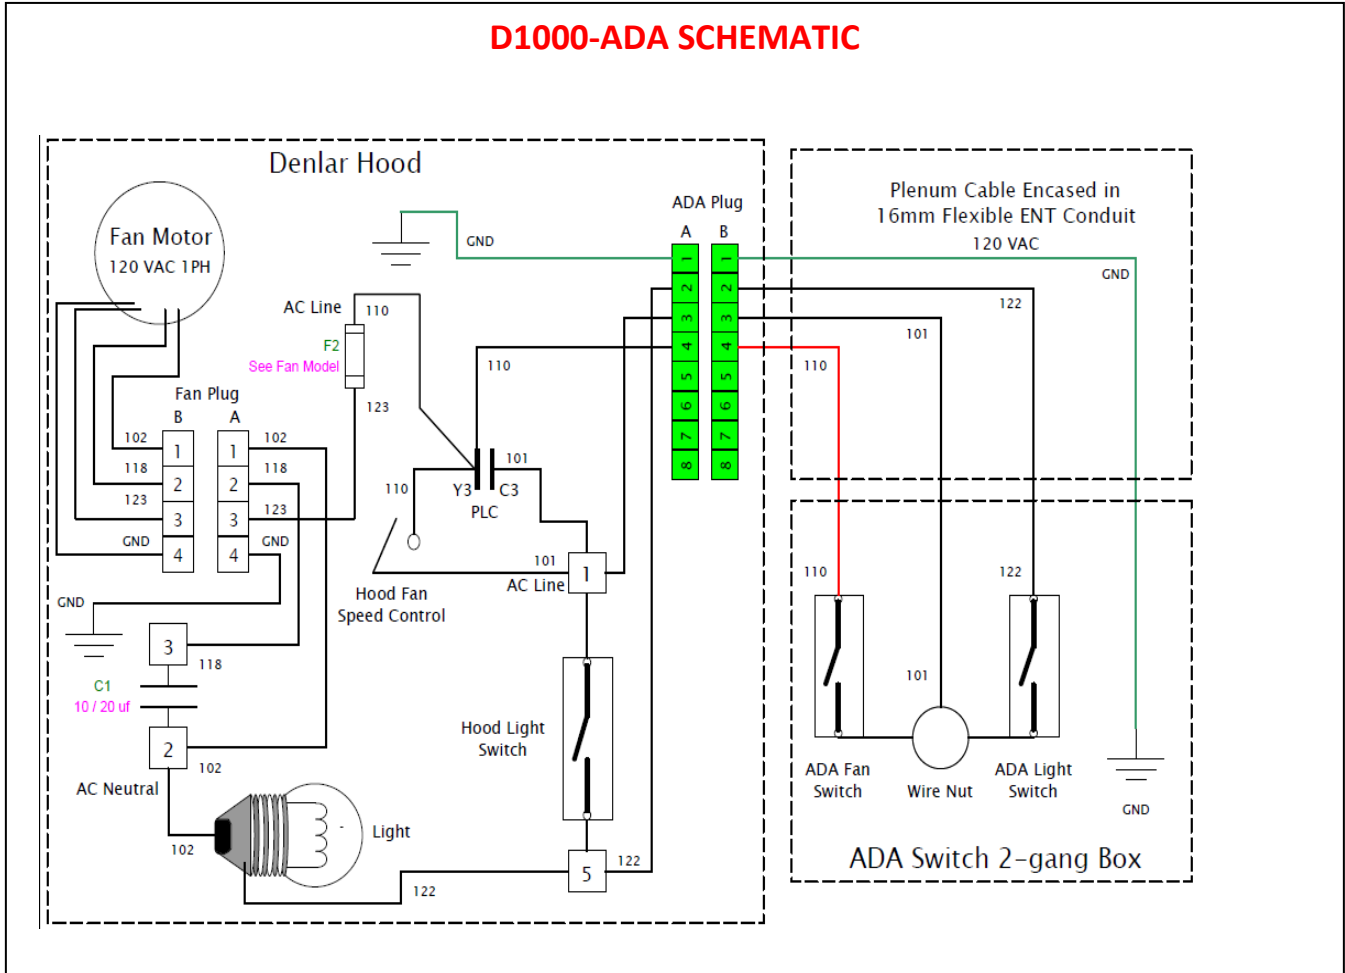 D1000-ADA SCHEMATIC
Denlar Hood
Fan Motor
120 VAC 1PH
AC Line
110
F2
See Fan Model
123
Fan Plug
B
A
102
1
1
102
118
2
2
118
123
3
3
123
GND
4
4
GND
GND
3
118
C1
10 / 20 uf
2
102
AC Neutral
102
Light
122
GND
ADA Plug
A
B
1
2
3
4
5
6
7
8
1
2
3
4
5
6
7
8
110
101
110
Y3
C3
PLC
101
1
AC Line
Hood Fan
Speed Control
Hood Light
Switch
5
122
Plenum Cable Encased in
16mm Flexible ENT Conduit
120 VAC
GND
122
101
110
110
122
101
ADA Fan
Switch
Wire Nut
ADA Light
Switch
GND
ADA Switch 2-gang Box